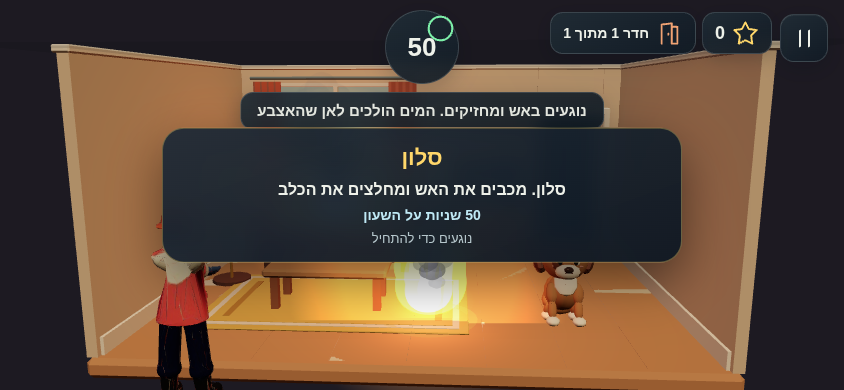 חדר 1 מתוך 1
0
50
נוגעים באש ומחזיקים. המים הולכים לאן שהאצבע
סלון
סלון. מכבים את האש ומחלצים את הכלב
50 שניות על השעון
נוגעים כדי להתחיל